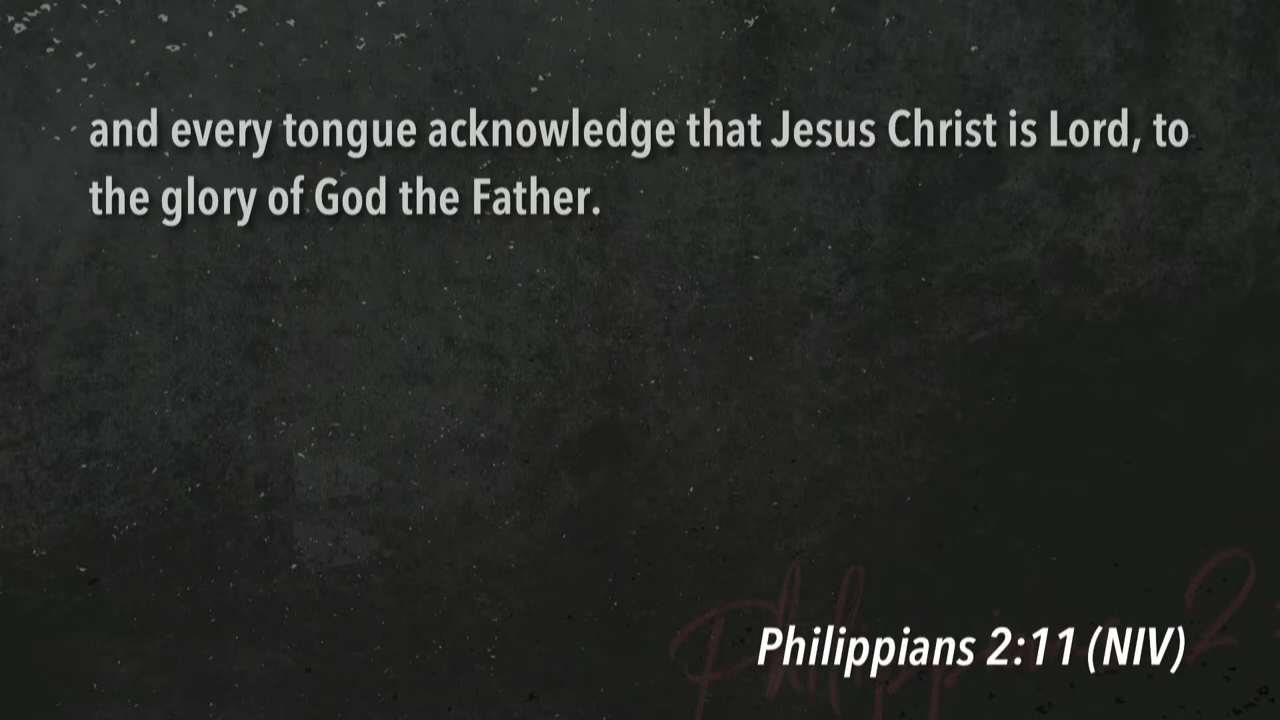 and every tongue acknowledge that Jesus Christ is Lord, to
the glory of God the Father.
Philippians 2:11 (NIV)
2